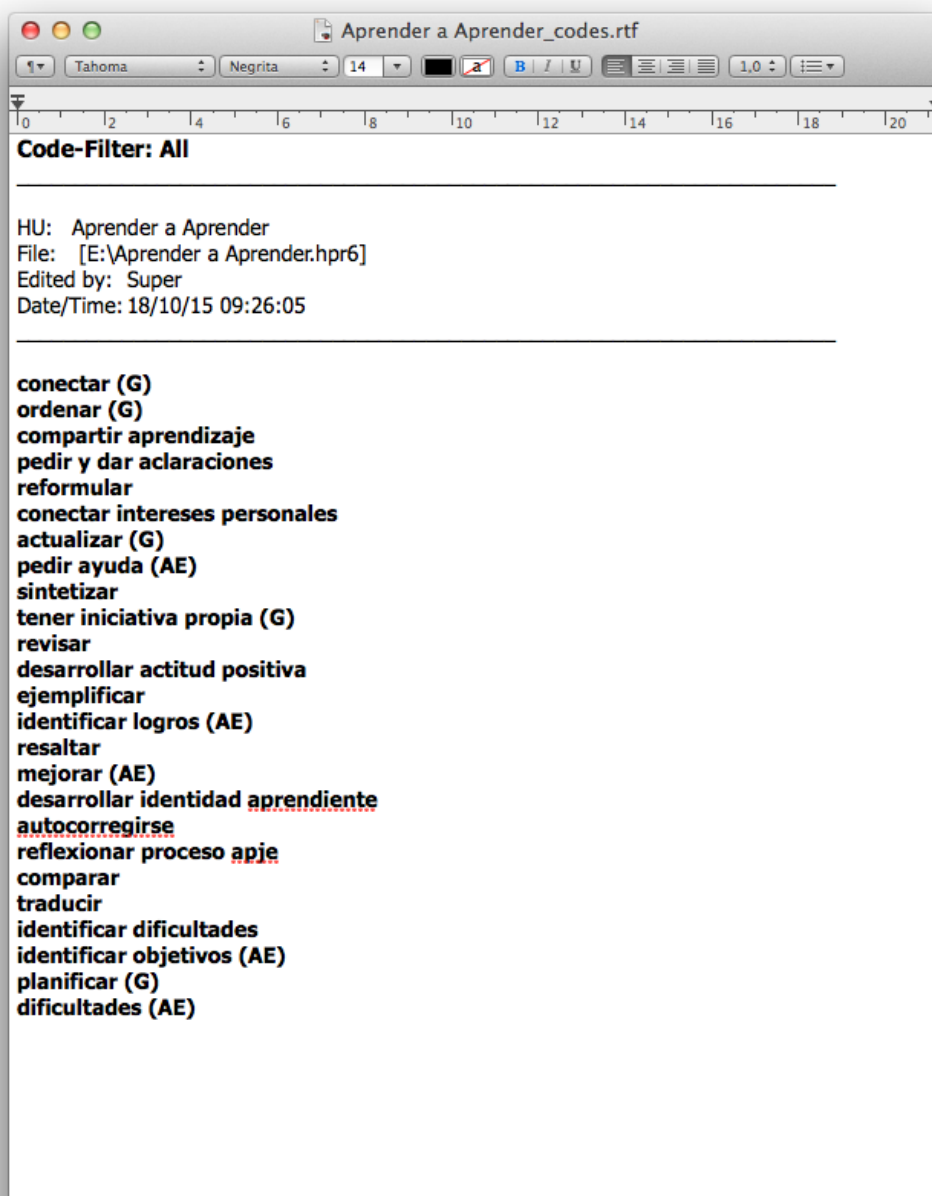 Aprender a Aprender_codes.rtf
¶ Tahoma Negrita 14 a B I U 1,0
0 2 4 6 8 10 12 14 16 18 20
Code-Filter: All
HU: Aprender a Aprender
File: [E:\Aprender a Aprender.hpr6]
Edited by: Super
Date/Time: 18/10/15 09:26:05
conectar (G)
ordenar (G)
compartir aprendizaje
pedir y dar aclaraciones
reformular
conectar intereses personales
actualizar (G)
pedir ayuda (AE)
sintetizar
tener iniciativa propia (G)
revisar
desarrollar actitud positiva
ejemplificar
identificar logros (AE)
resaltar
mejorar (AE)
desarrollar identidad aprendiente
autocorregirse
reflexionar proceso apje
comparar
traducir
identificar dificultades
identificar objetivos (AE)
planificar (G)
dificultades (AE)